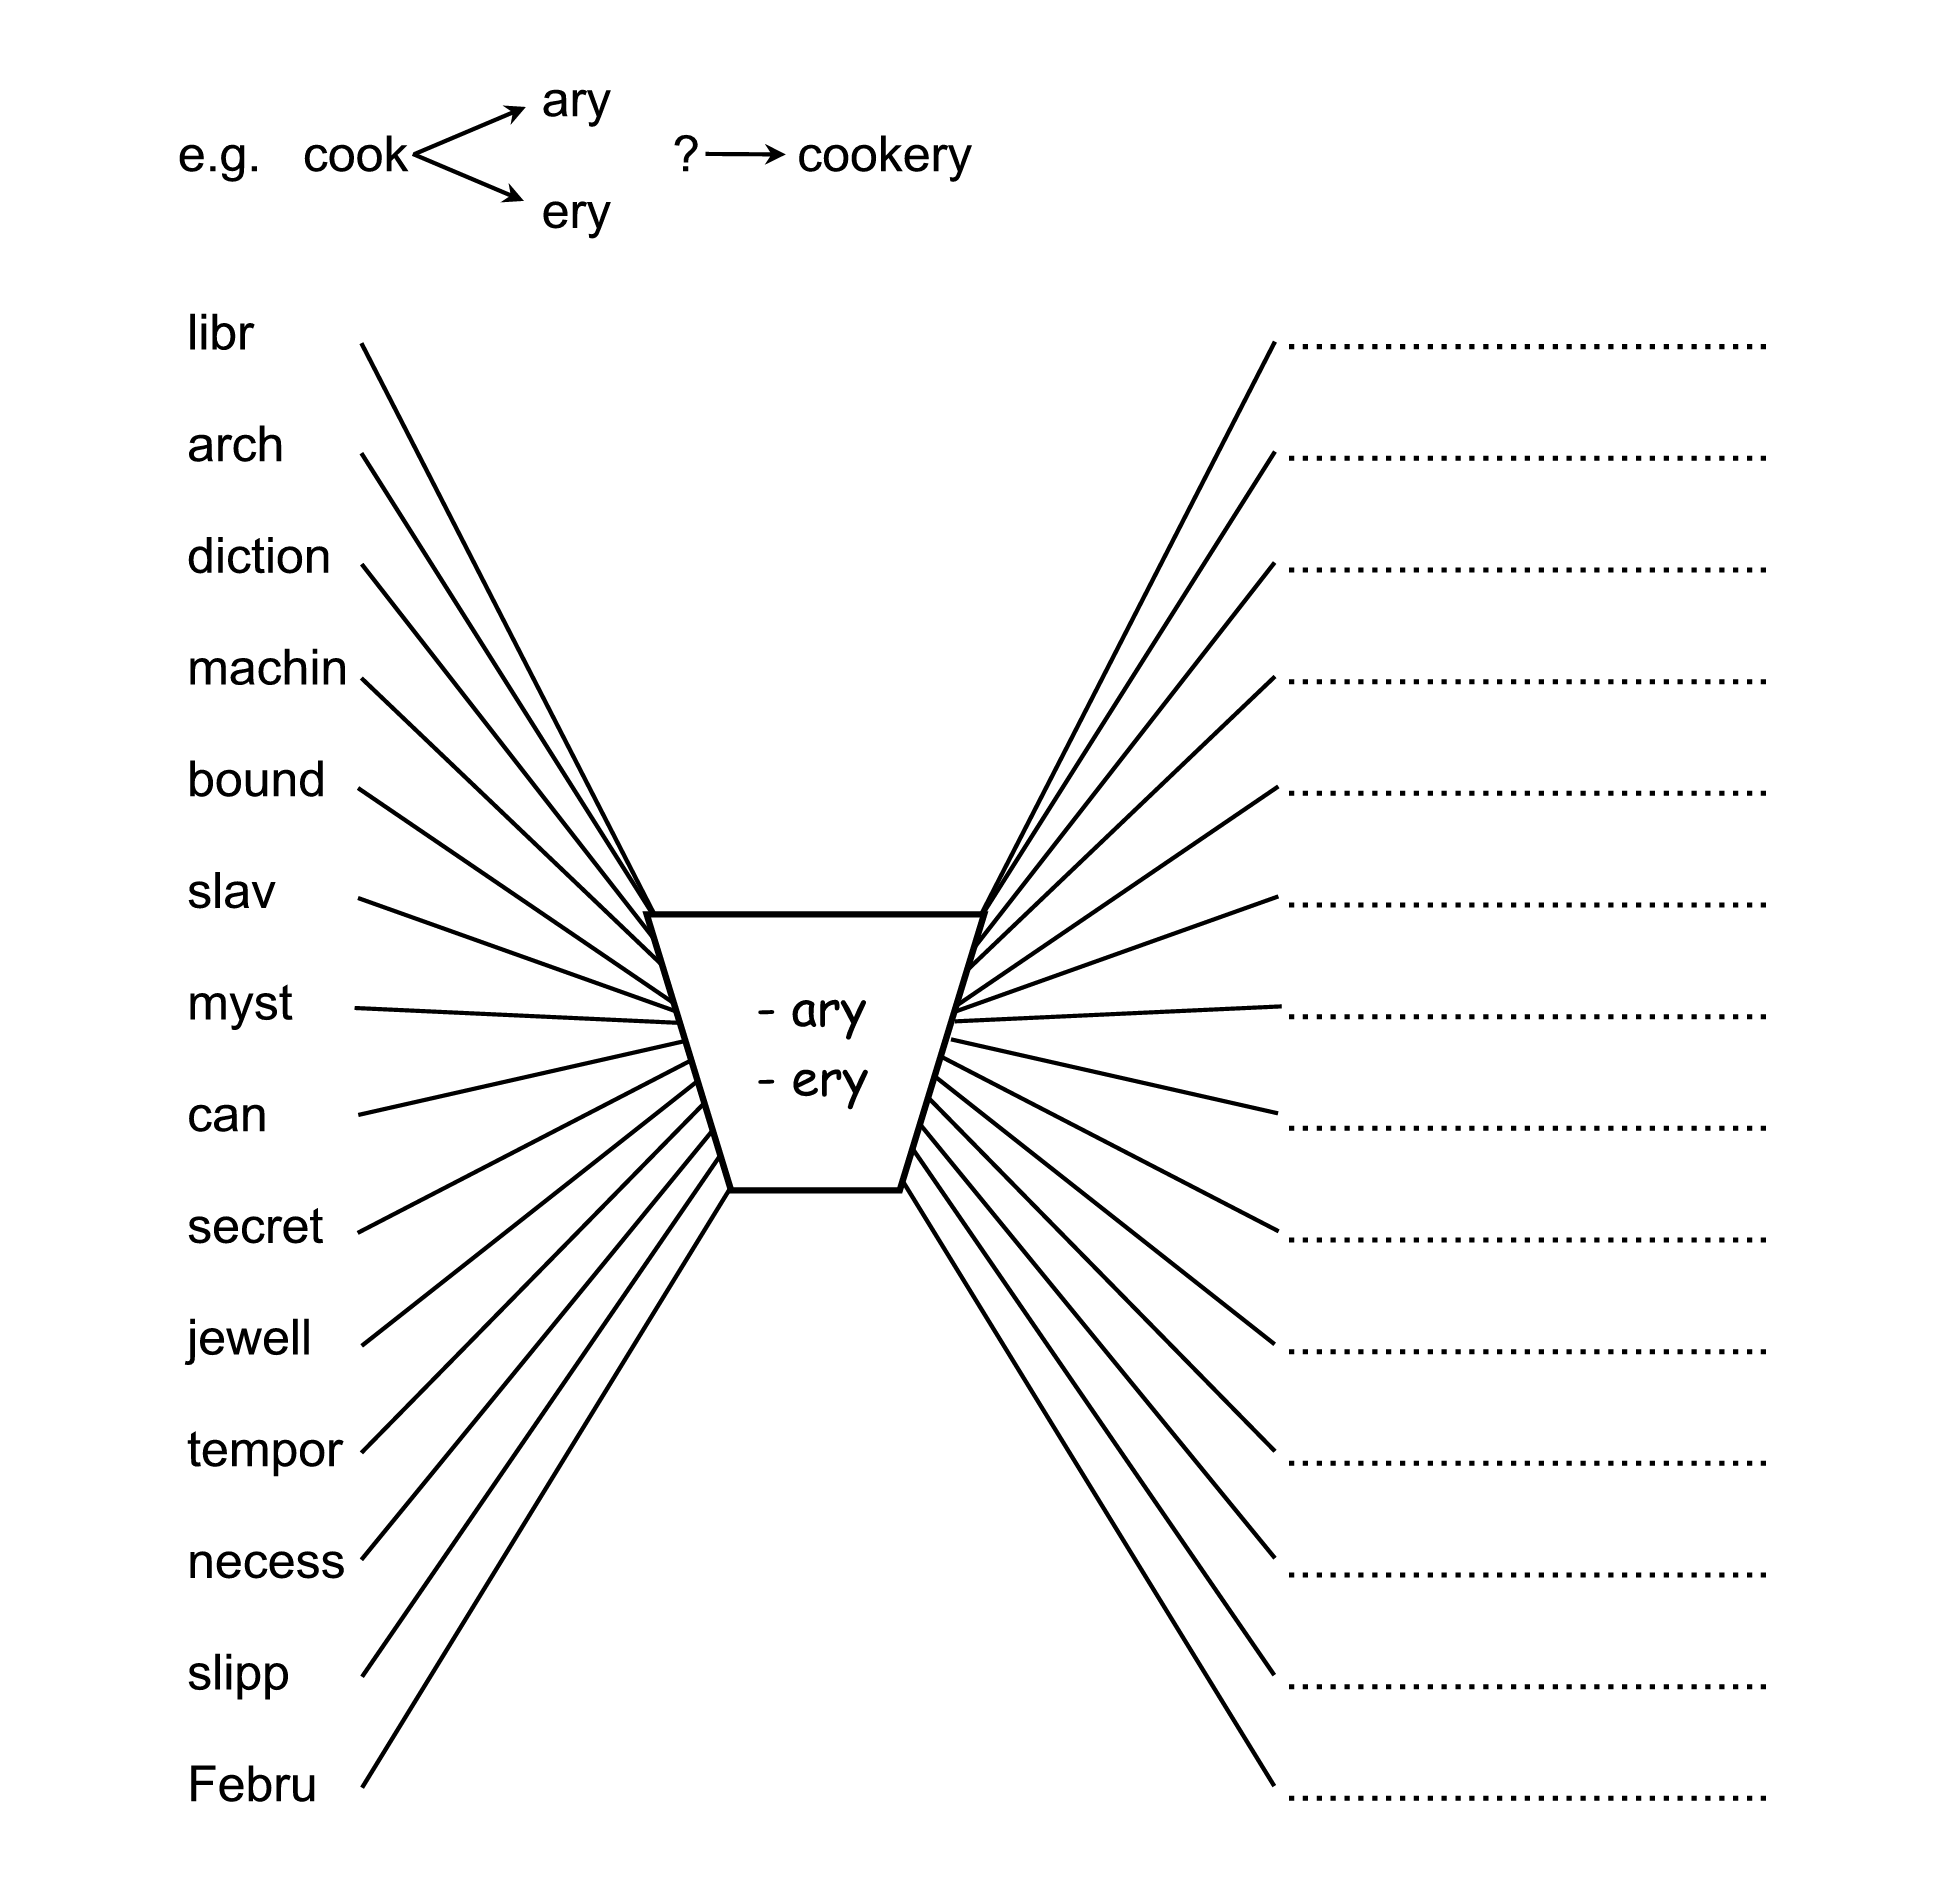 ary
e.g. cook ? cookery
ery
libr
arch
diction
machin
bound
slav
myst
- ary
- ery
can
secret
jewell
tempor
necess
slipp
Febru